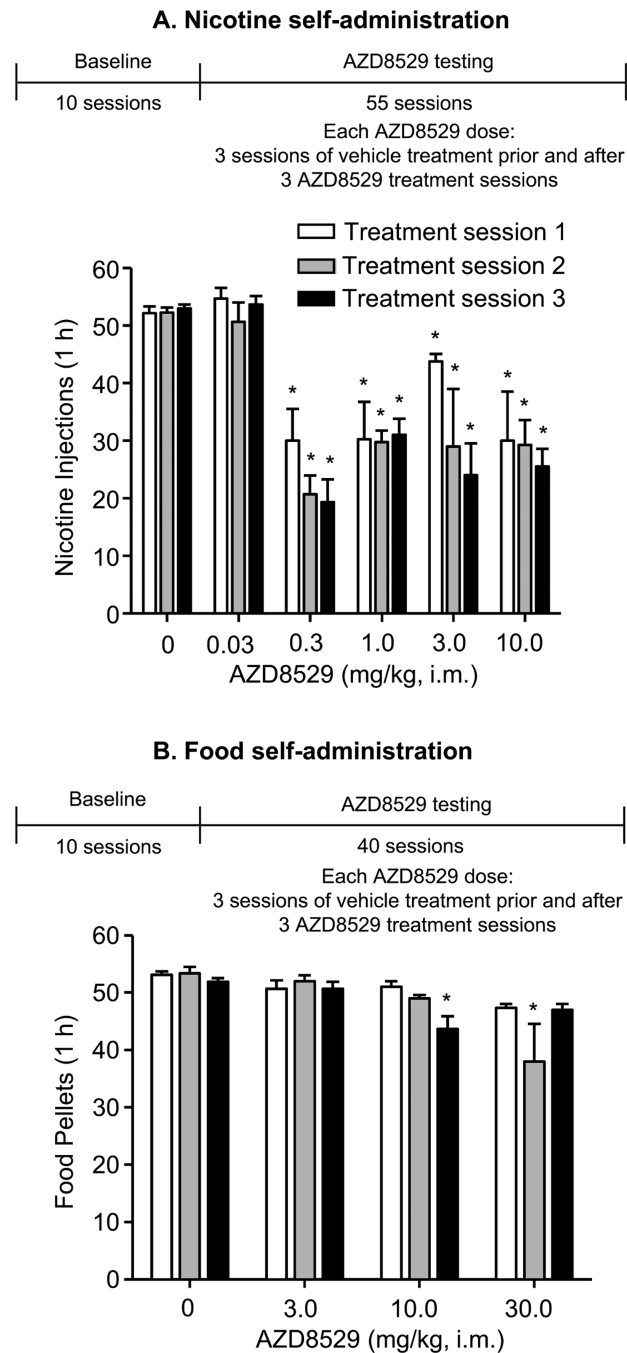 A. Nicotine self-administration
Baseline
AZD8529 testing
10 sessions
55 sessions
Each AZD8529 dose:
3 sessions of vehicle treatment prior and after
3 AZD8529 treatment sessions
Treatment session 1
Treatment session 2
Treatment session 3
Nicotine Injections (1 h)
60
50
40
30
20
10
0
* * * * * * * * * * * *
0 0.03 0.3 1.0 3.0 10.0
AZD8529 (mg/kg, i.m.)
B. Food self-administration
Baseline
AZD8529 testing
10 sessions
40 sessions
Each AZD8529 dose:
3 sessions of vehicle treatment prior and after
3 AZD8529 treatment sessions
Food Pellets (1 h)
60
50
40
30
20
10
0
* *
0 3.0 10.0 30.0
AZD8529 (mg/kg, i.m.)